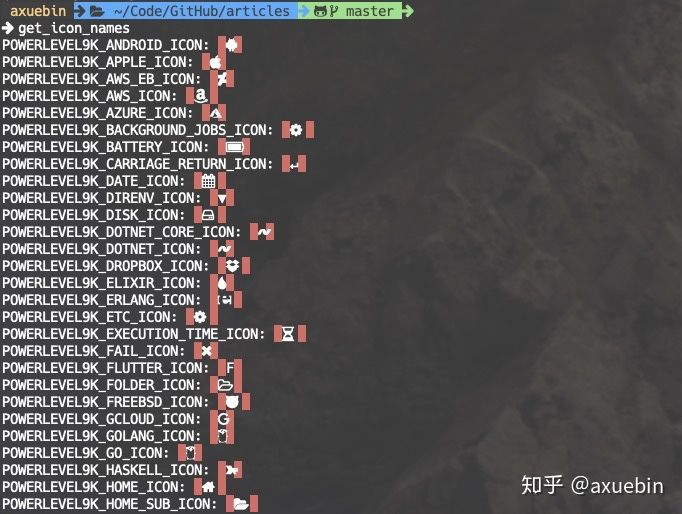 axuebin ~/Code/GitHub/articles master
get_icon_names
POWERLEVEL9K_ANDROID_ICON:
POWERLEVEL9K_APPLE_ICON:
POWERLEVEL9K_AWS_EB_ICON:
POWERLEVEL9K_AWS_ICON:
POWERLEVEL9K_AZURE_ICON:
POWERLEVEL9K_BACKGROUND_JOBS_ICON:
POWERLEVEL9K_BATTERY_ICON:
POWERLEVEL9K_CARRIAGE_RETURN_ICON:
POWERLEVEL9K_DATE_ICON:
POWERLEVEL9K_DIRENV_ICON:
POWERLEVEL9K_DISK_ICON:
POWERLEVEL9K_DOTNET_CORE_ICON:
POWERLEVEL9K_DOTNET_ICON:
POWERLEVEL9K_DROPBOX_ICON:
POWERLEVEL9K_ELIXIR_ICON:
POWERLEVEL9K_ERLANG_ICON:
POWERLEVEL9K_ETC_ICON:
POWERLEVEL9K_EXECUTION_TIME_ICON:
POWERLEVEL9K_FAIL_ICON:
POWERLEVEL9K_FLUTTER_ICON: F
POWERLEVEL9K_FOLDER_ICON:
POWERLEVEL9K_FREEBSD_ICON:
POWERLEVEL9K_GCLOUD_ICON: G
POWERLEVEL9K_GOLANG_ICON:
POWERLEVEL9K_GO_ICON:
POWERLEVEL9K_HASKELL_ICON:
POWERLEVEL9K_HOME_ICON:
POWERLEVEL9K_HOME_SUB_ICON:
知乎 @axuebin